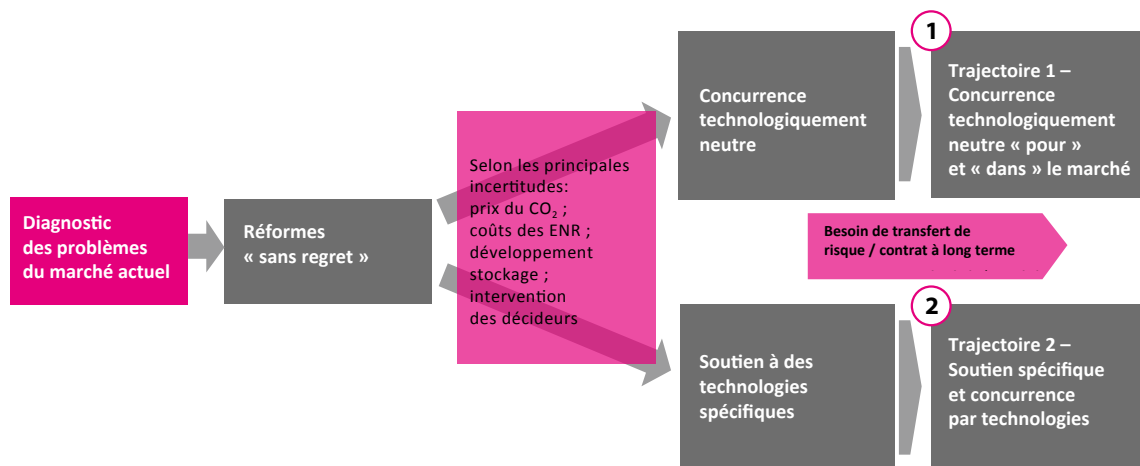 Diagnostic
des problèmes
du marché actuel
Réformes
« sans regret »
Selon les principales
incertitudes:
prix du CO₂ ;
coûts des ENR ;
développement
stockage ;
intervention
des décideurs
Concurrence
technologiquement
neutre
1
Trajectoire 1 –
Concurrence
technologiquement
neutre « pour »
et « dans » le marché
Besoin de transfert de
risque / contrat à long terme
Soutien à des
technologies
spécifiques
2
Trajectoire 2 –
Soutien spécifique
et concurrence
par technologies